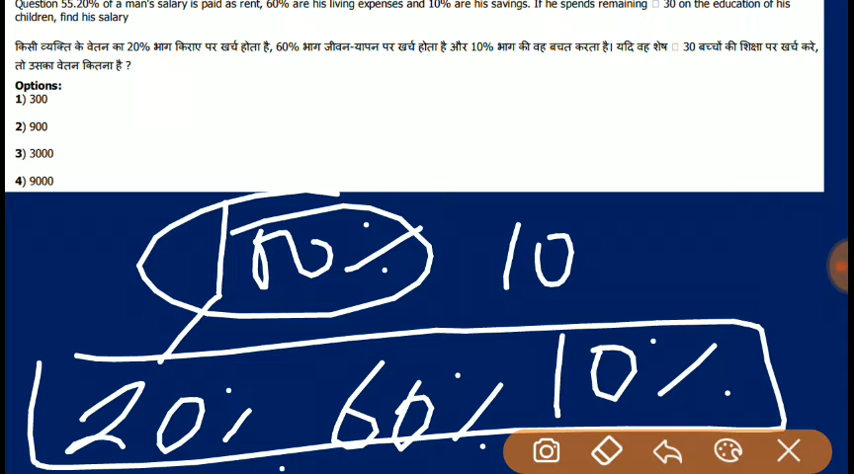 Question 55.20% of a man's salary is paid as rent, 60% are his living expenses and 10% are his savings. If he spends remaining □ 30 on the education of his
children, find his salary
किसी व्यक्ति के वेतन का 20% भाग किराए पर खर्च होता है, 60% भाग जीवन-यापन पर खर्च होता है और 10% भाग की वह बचत करता है। यदि वह शेष □ 30 बच्चों की शिक्षा पर खर्च करे,
तो उसका वेतन कितना है ?
Options:
1) 300
2) 900
3) 3000
4) 9000
100% 10
20% 60% 10%